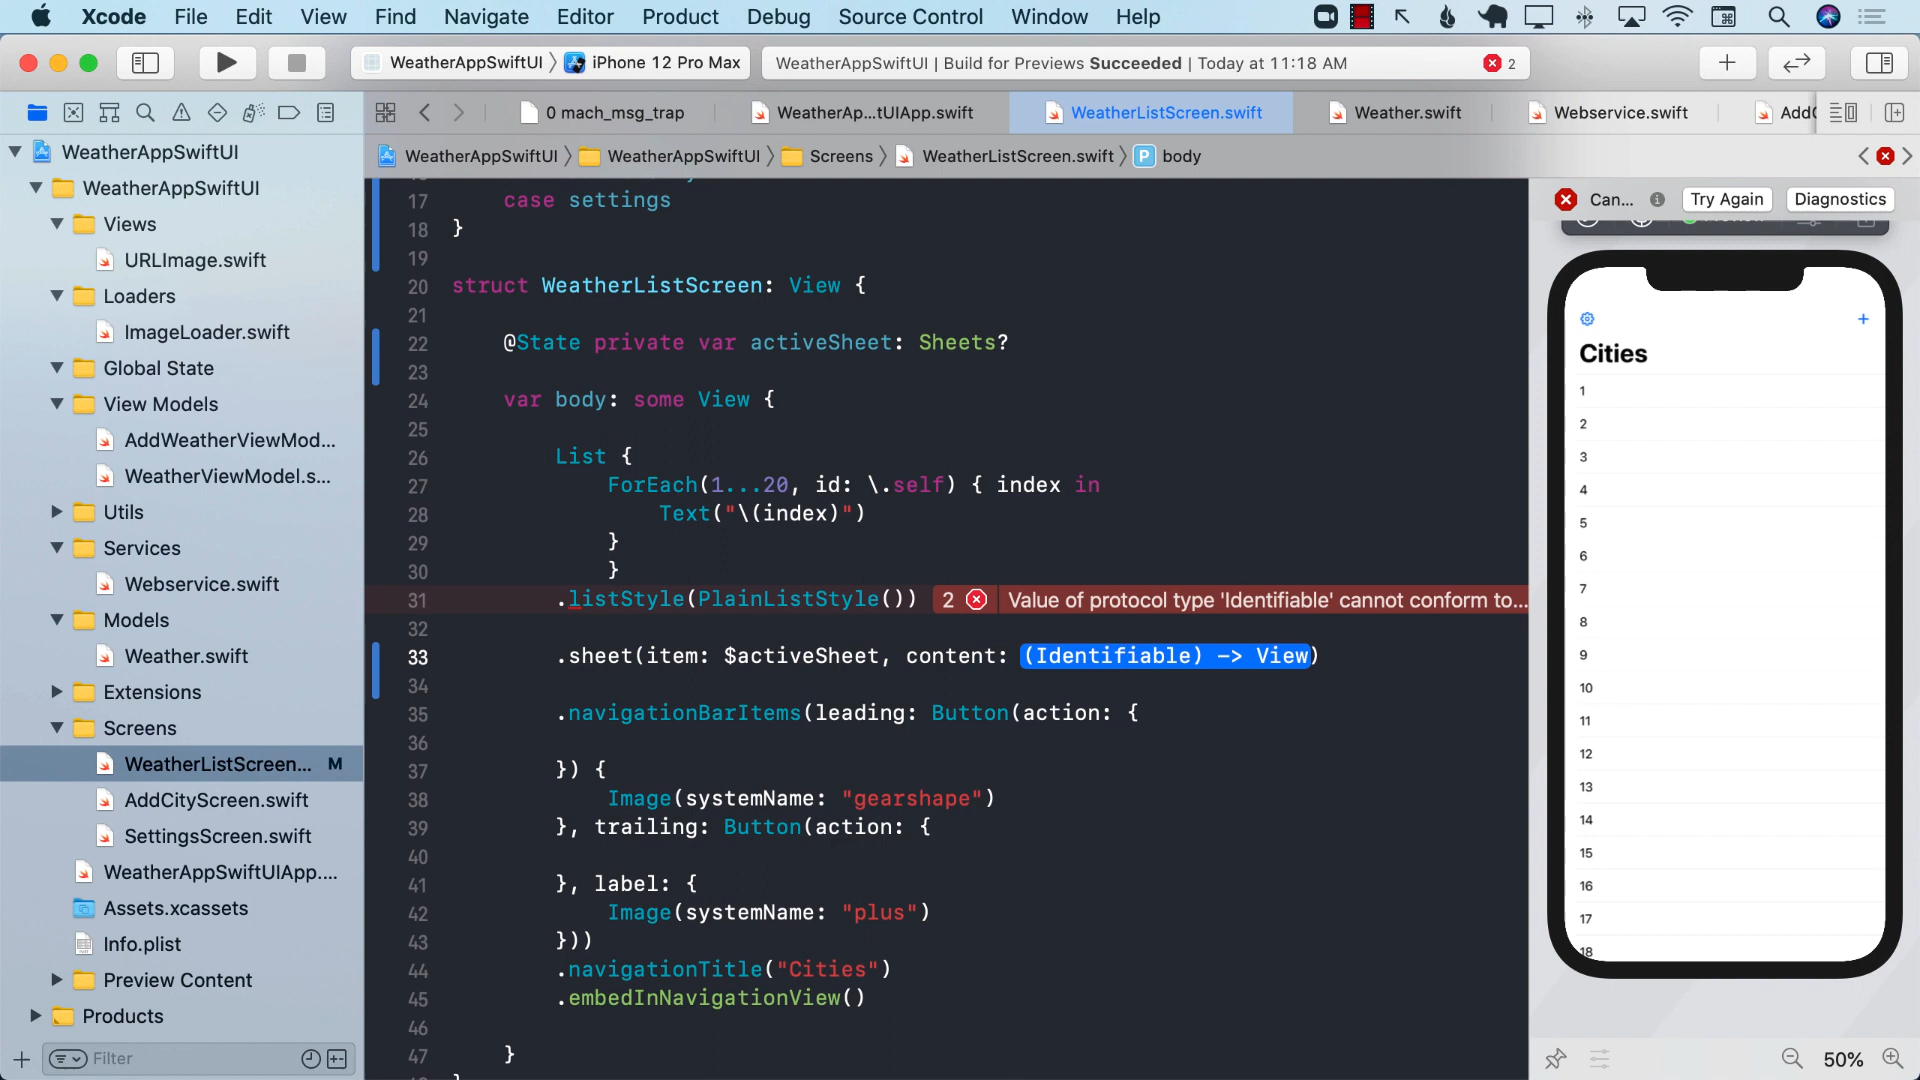 Xcode File Edit View Find Navigate Editor Product Debug Source Control Window Help
WeatherAppSwiftUI iPhone 12 Pro Max
WeatherAppSwiftUI | Build for Previews Succeeded | Today at 11:18 AM 2
0 mach_msg_trap WeatherAp...tUIApp.swift WeatherListScreen.swift Weather.swift Webservice.swift Add
WeatherAppSwiftUI WeatherAppSwiftUI Screens WeatherListScreen.swift P body
WeatherAppSwiftUI
WeatherAppSwiftUI
Views
URLImage.swift
Loaders
ImageLoader.swift
Global State
View Models
AddWeatherViewMod...
WeatherViewModel.s...
Utils
Services
Webservice.swift
Models
Weather.swift
Extensions
Screens
WeatherListScreen... M
AddCityScreen.swift
SettingsScreen.swift
WeatherAppSwiftUIApp....
Assets.xcassets
Info.plist
Preview Content
Products
Filter
17 case settings
18 }
19
20 struct WeatherListScreen: View {
21
22 @State private var activeSheet: Sheets?
23
24 var body: some View {
25
26 List {
27 ForEach(1...20, id: \.self) { index in
28 Text("\(index)")
29 }
30 }
31 .listStyle(PlainListStyle()) 2 Value of protocol type 'Identifiable' cannot conform to...
32
33 .sheet(item: $activeSheet, content: (Identifiable) -> View)
34
35 .navigationBarItems(leading: Button(action: {
36
37 }) {
38 Image(systemName: "gearshape")
39 }, trailing: Button(action: {
40
41 }, label: {
42 Image(systemName: "plus")
43 }))
44 .navigationTitle("Cities")
45 .embedInNavigationView()
46
47 }
Can... Try Again Diagnostics
Cities
1
2
3
4
5
6
7
8
9
10
11
12
13
14
15
16
17
18
50%